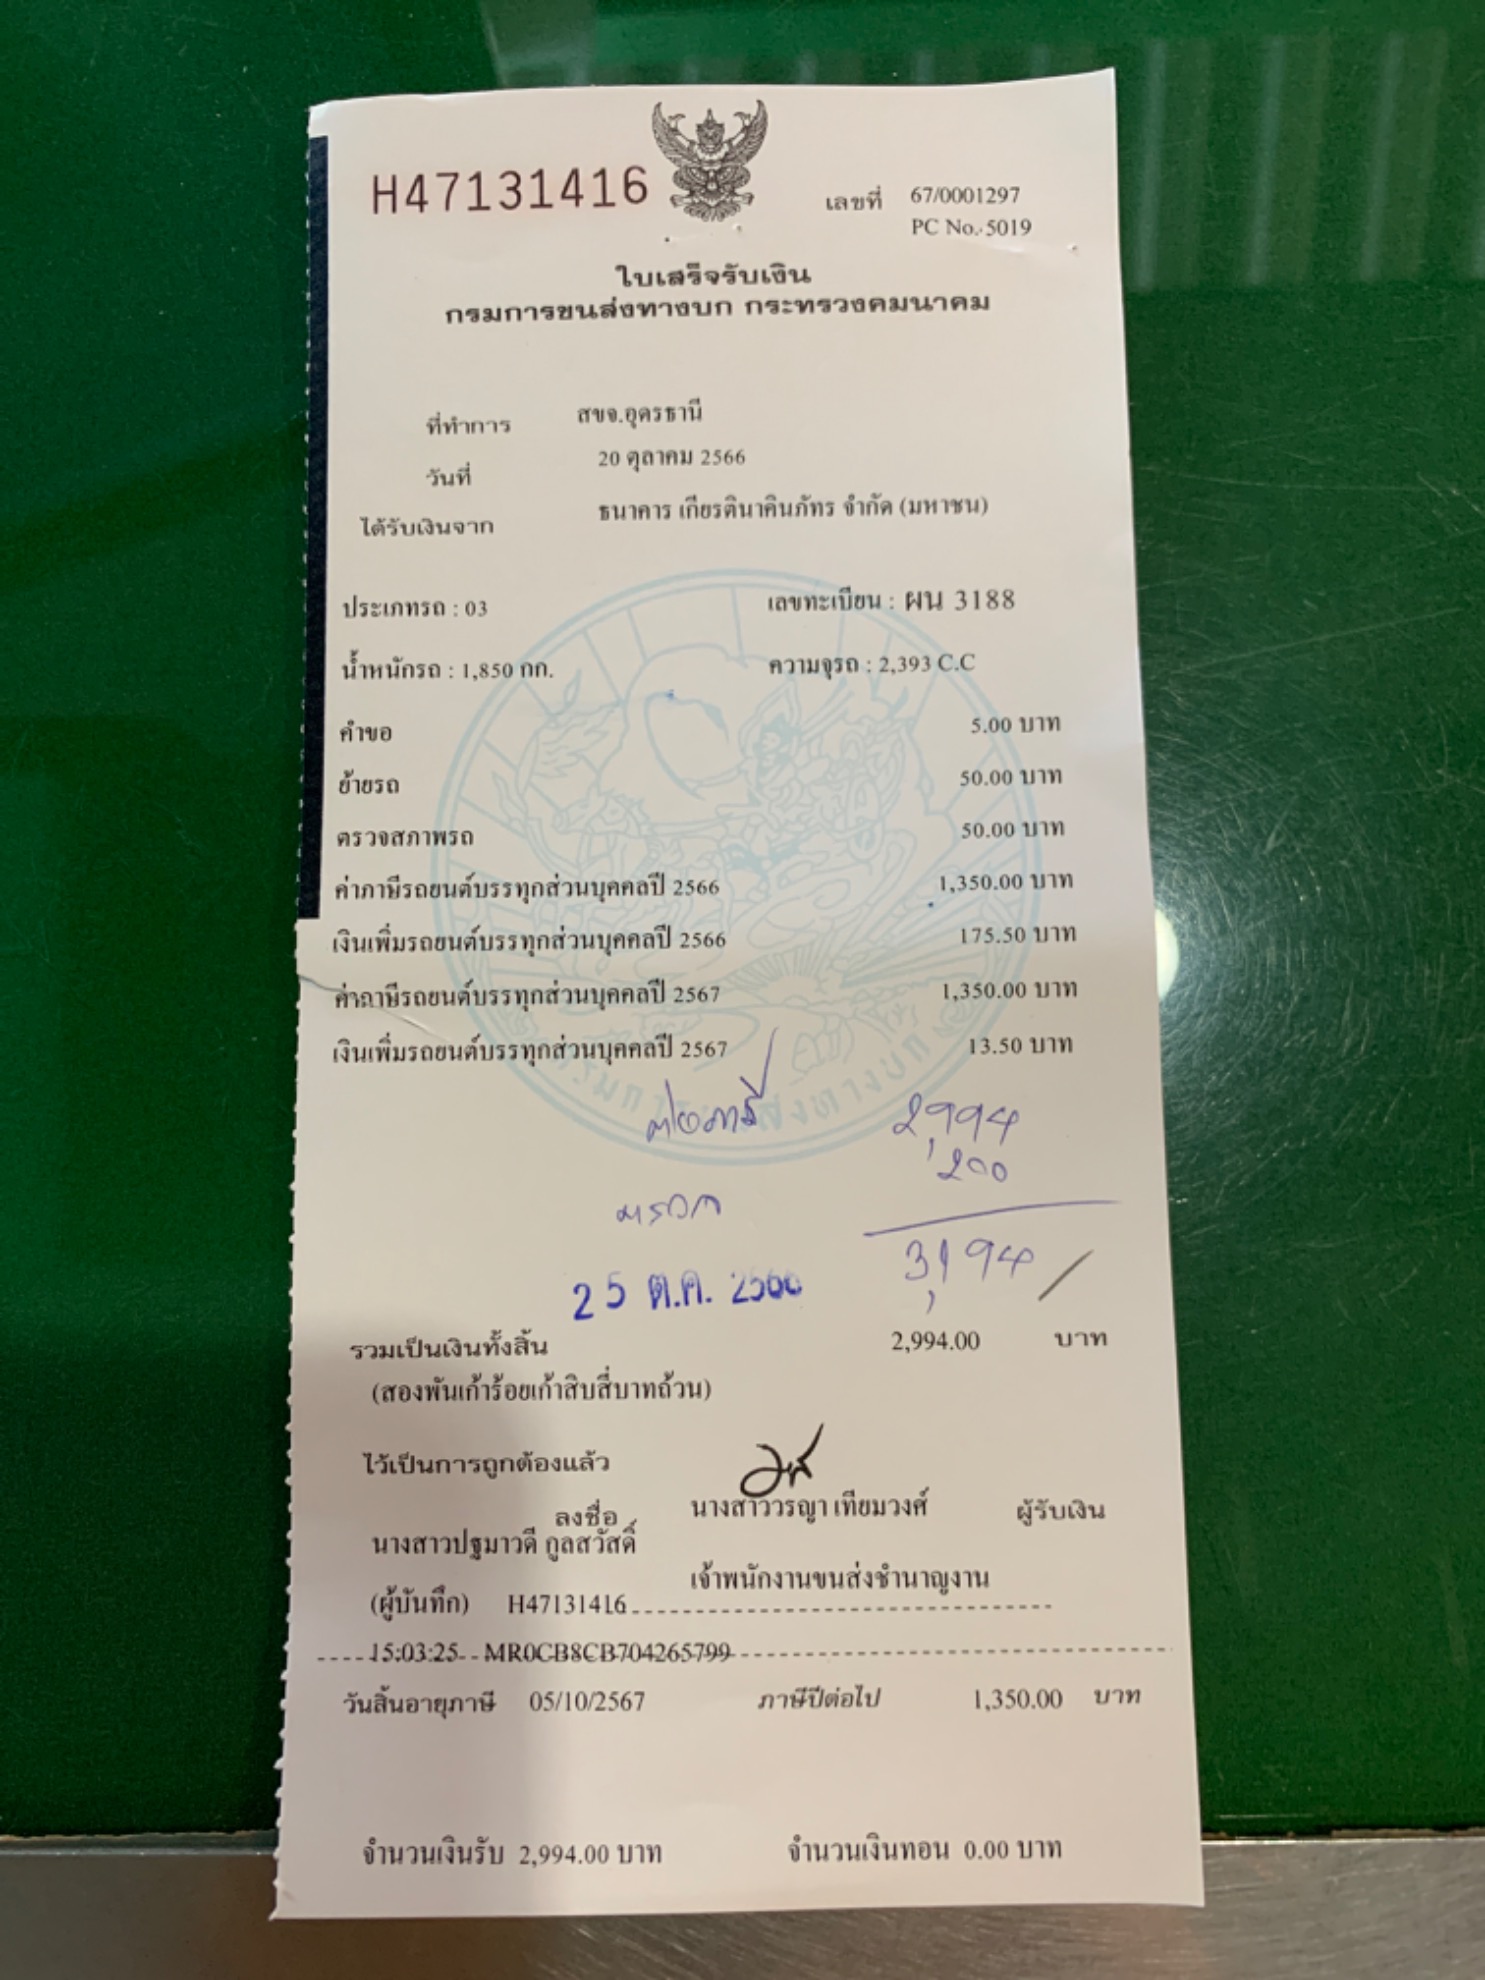 H47131416
เลขที่ 67/0001297
PC No. 5019
ใบเสร็จรับเงิน
กรมการขนส่งทางบก กระทรวงคมนาคม
ที่ทำการ สขจ.อุดรธานี
วันที่ 20 ตุลาคม 2566
ได้รับเงินจาก ธนาคาร เกียรตินาคินภัทร จำกัด (มหาชน)
ประเภทรถ : 03 เลขทะเบียน : ผน 3188
น้ำหนักรถ : 1,850 กก. ความจุรถ : 2,393 C.C
คำขอ 5.00 บาท
ย้ายรถ 50.00 บาท
ตรวจสภาพรถ 50.00 บาท
ค่าภาษีรถยนต์บรรทุกส่วนบุคคลปี 2566 1,350.00 บาท
เงินเพิ่มรถยนต์บรรทุกส่วนบุคคลปี 2566 175.50 บาท
ค่าภาษีรถยนต์บรรทุกส่วนบุคคลปี 2567 1,350.00 บาท
เงินเพิ่มรถยนต์บรรทุกส่วนบุคคลปี 2567 13.50 บาท
ต่อภาษี 2,994
ตรวจ 200
3,194
25 ต.ค. 2566
รวมเป็นเงินทั้งสิ้น 2,994.00 บาท
(สองพันเก้าร้อยเก้าสิบสี่บาทถ้วน)
ไว้เป็นการถูกต้องแล้ว
ลงชื่อ นางสาววรญา เทียมวงศ์ ผู้รับเงิน
นางสาวปฐมาวดี กูลสวัสดิ์
เจ้าพนักงานขนส่งชำนาญงาน
(ผู้บันทึก) H47131416
15:03:25 MR0CB8CB704265799
วันสิ้นอายุภาษี 05/10/2567 ภาษีปีต่อไป 1,350.00 บาท
จำนวนเงินรับ 2,994.00 บาท จำนวนเงินทอน 0.00 บาท